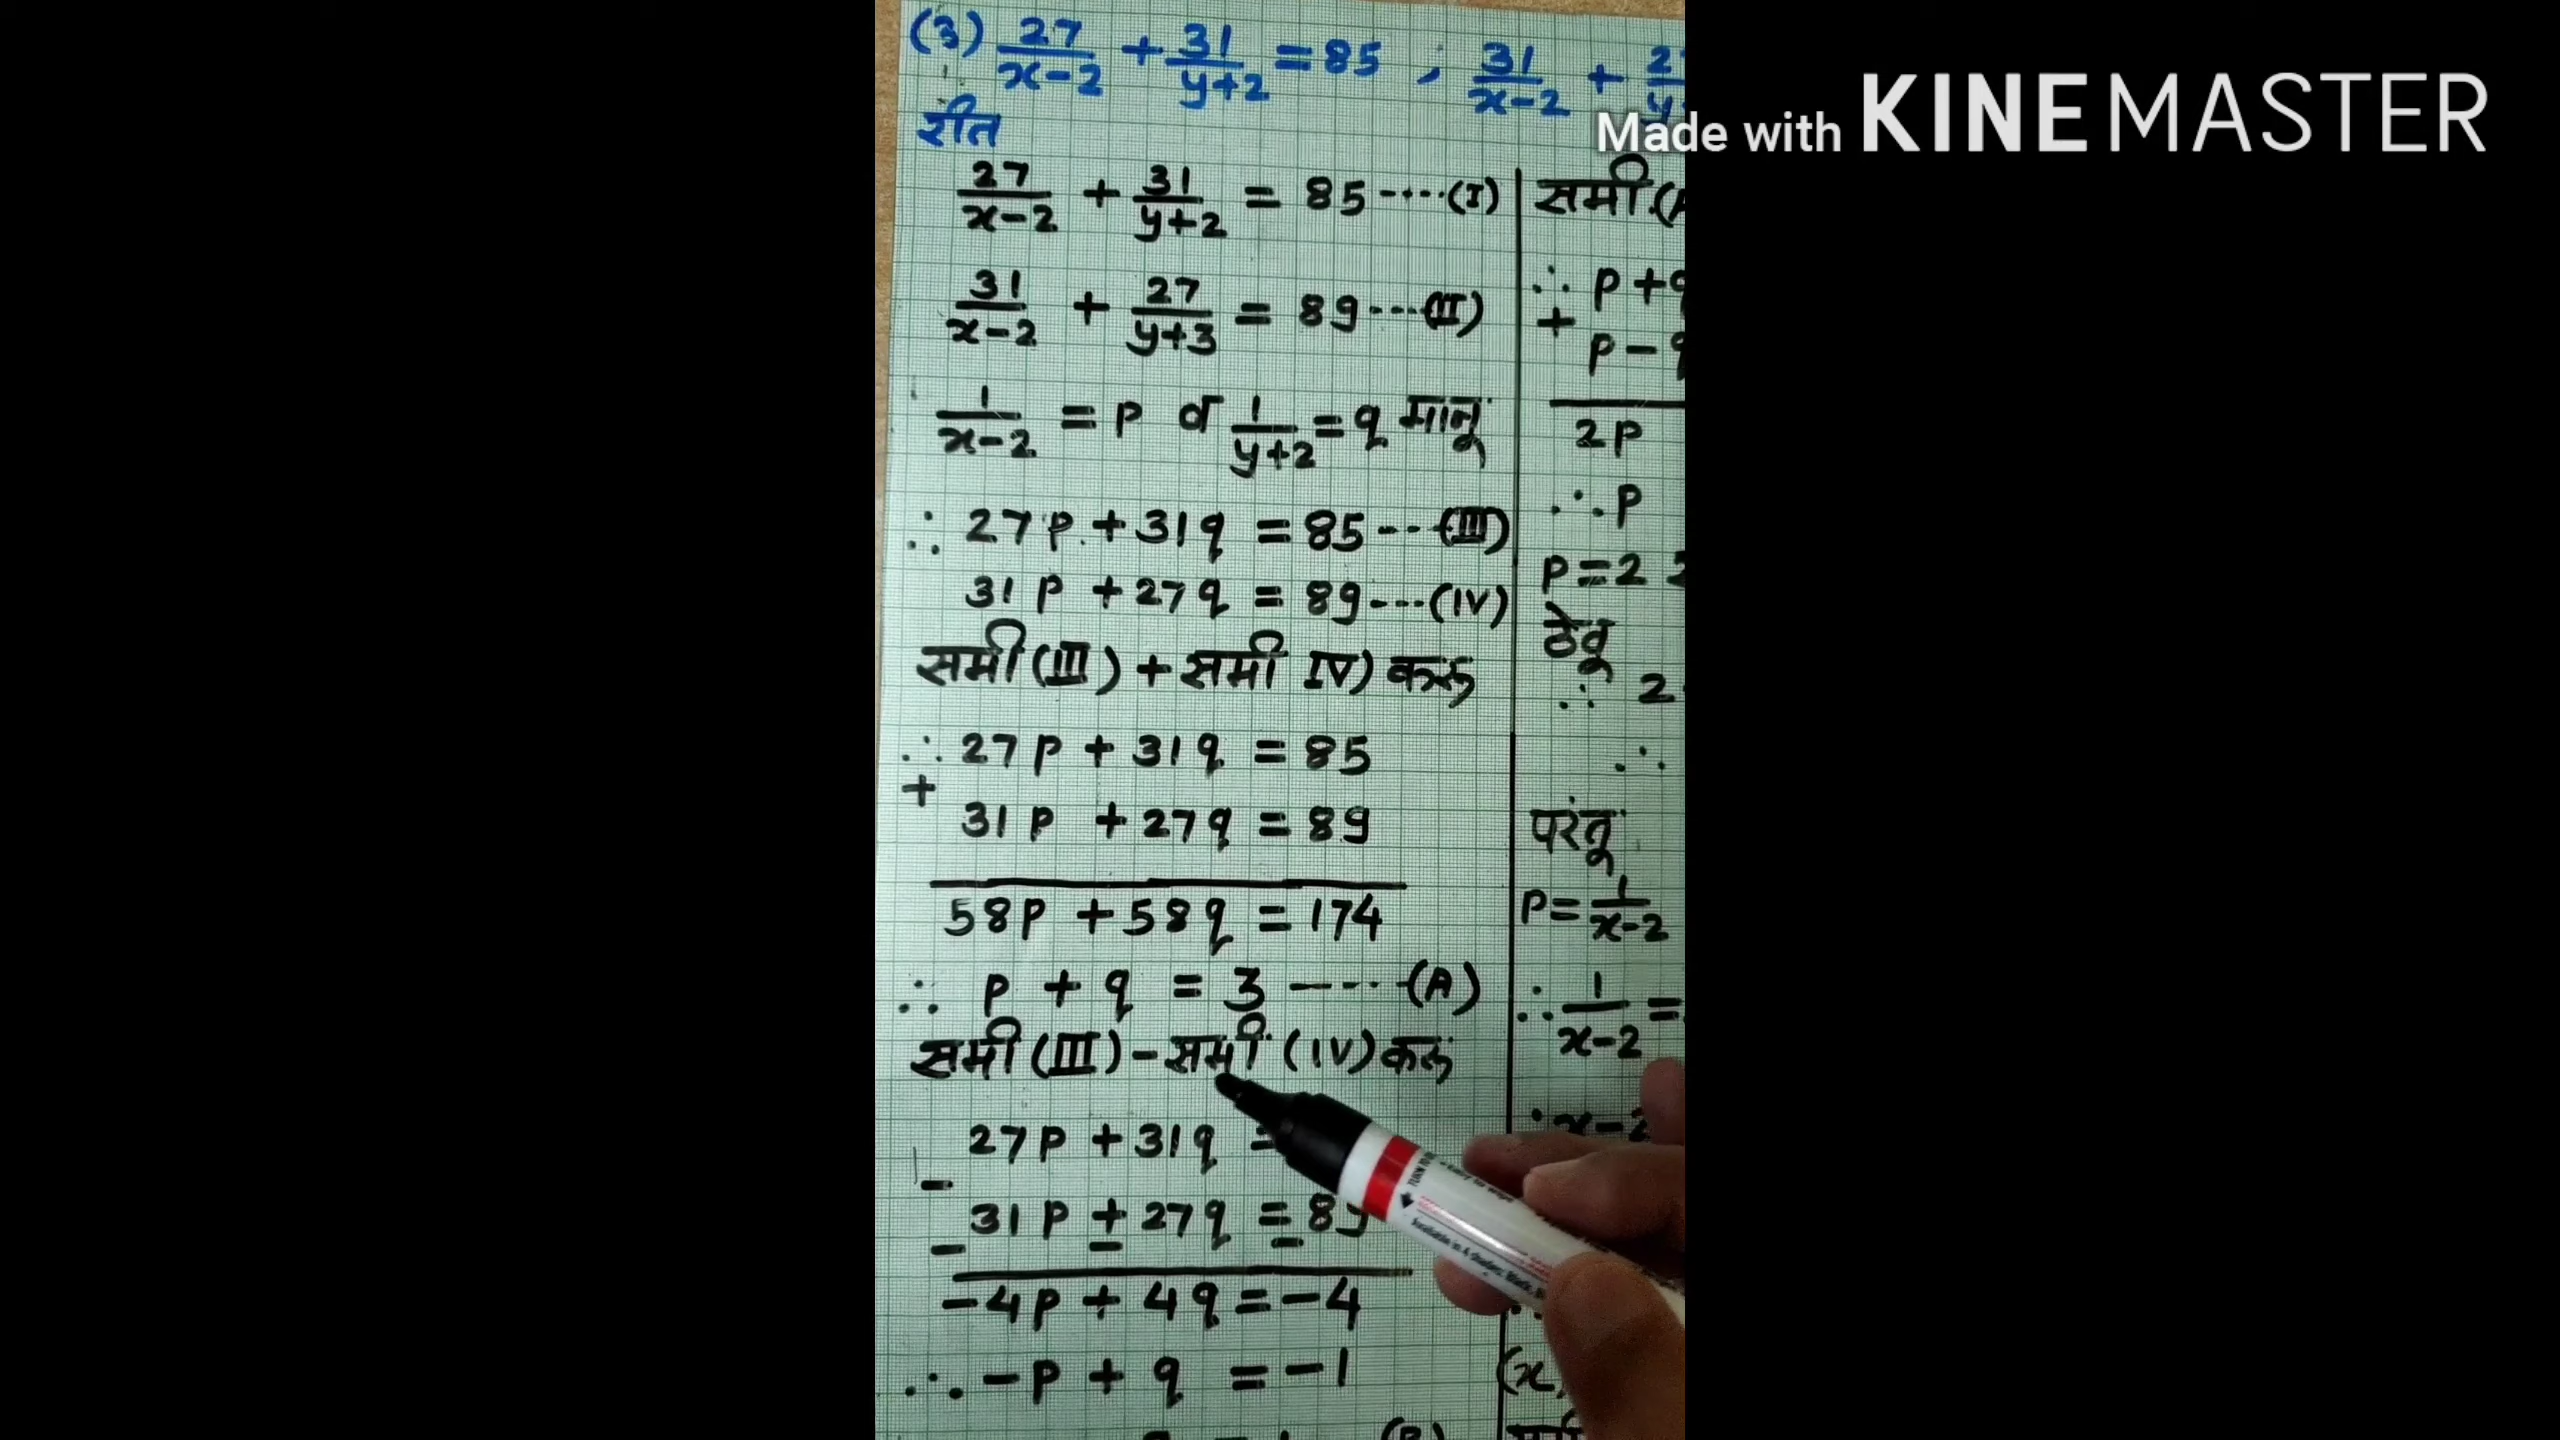 (3) 27/x-2 + 31/y+2 = 85 , 31/x-2 +
Made with KINEMASTER
रीत
27/x-2 + 31/y+2 = 85 ----(I)
31/x-2 + 27/y+3 = 89 ---(II)
1/x-2 = p व 1/y+2 = q मानू
∴ 27p + 31q = 85 --- (III)
31p + 27q = 89 --- (IV)
समी (III) + समी IV) करू
∴ 27p + 31q = 85
+
31p + 27q = 89
58p + 58q = 174
∴ p + q = 3 ---- (A)
समी (III) - समी (IV) करू
27p + 31q =
-
31p + 27q = 89
- - -
-4p + 4q = -4
∴ -p + q = -1
समी.
∴ p +
+
p -
2p
∴ p
p = 2
ठेवू
∴ 2
∴
परंतू
p = 1/x-2
∴ 1/x-2 =
∴ x-2
(x,